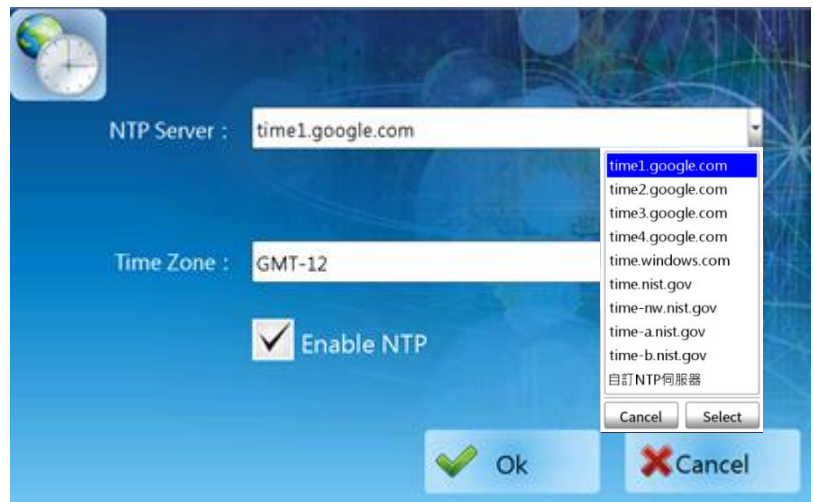 NTP Server :
time1.google.com
time1.google.com
time2.google.com
time3.google.com
time4.google.com
time.windows.com
time.nist.gov
time-nw.nist.gov
time-a.nist.gov
time-b.nist.gov
自訂NTP伺服器
Cancel
Select
Time Zone :
GMT-12
Enable NTP
Ok
Cancel